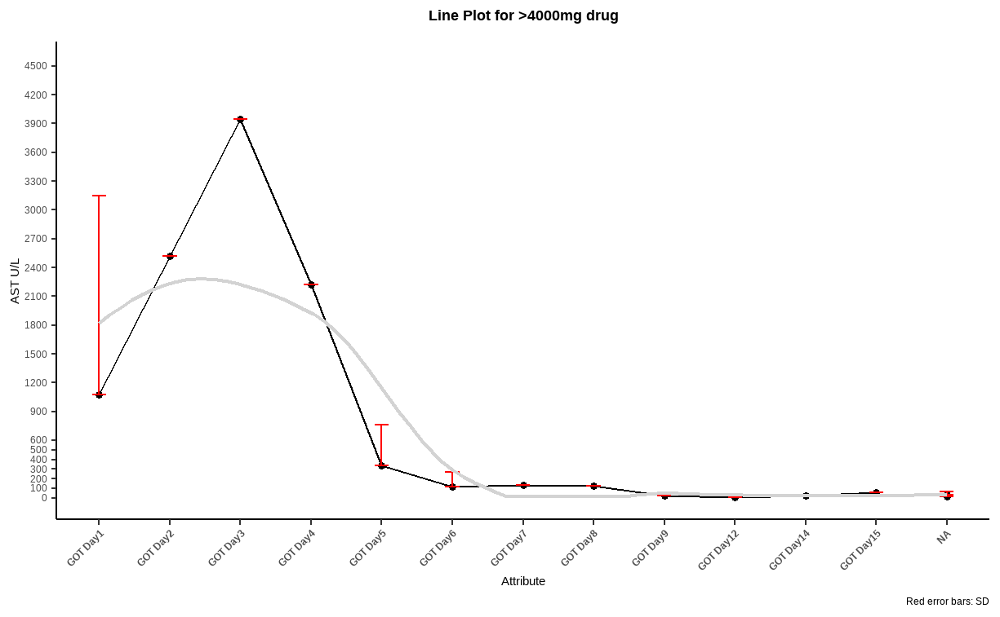 Line Plot for >4000mg drug
4500
4200
3900
3600
3300
3000
2700
2400
2100
1800
1500
1200
900
600
500
400
300
200
100
0
AST U/L
GOT Day1
GOT Day2
GOT Day3
GOT Day4
GOT Day5
GOT Day6
GOT Day7
GOT Day8
GOT Day9
GOT Day12
GOT Day14
GOT Day15
NA
Attribute
Red error bars: SD